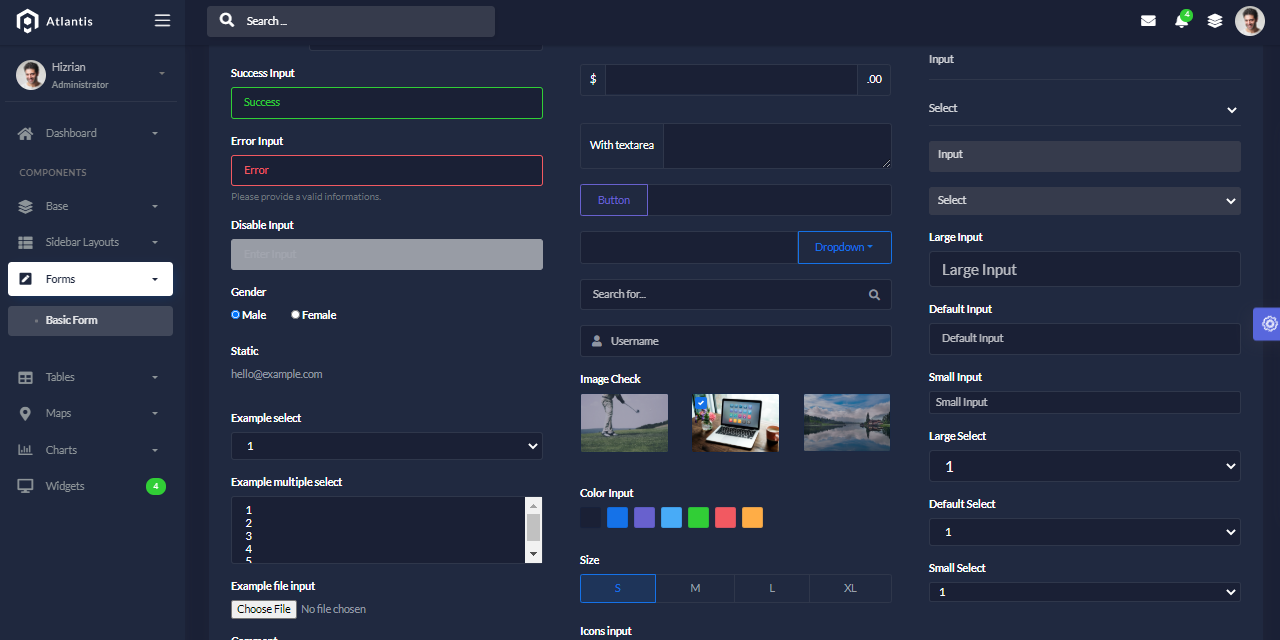 Atlantis
Search ...
4
Hizrian
Administrator
Dashboard
COMPONENTS
Base
Sidebar Layouts
Forms
Basic Form
Tables
Maps
Charts
Widgets
4
Success Input
Success
Error Input
Error
Please provide a valid informations.
Disable Input
Enter Input
Gender
Male Female
Static
hello@example.com
Example select
1
Example multiple select
1
2
3
4
5
Example file input
Choose File No file chosen
Comment
$ .00
With textarea
Button
Dropdown
Search for...
Username
Image Check
Color Input
Size
S M L XL
Icons input
Input
Select
Input
Select
Large Input
Large Input
Default Input
Default Input
Small Input
Small Input
Large Select
1
Default Select
1
Small Select
1